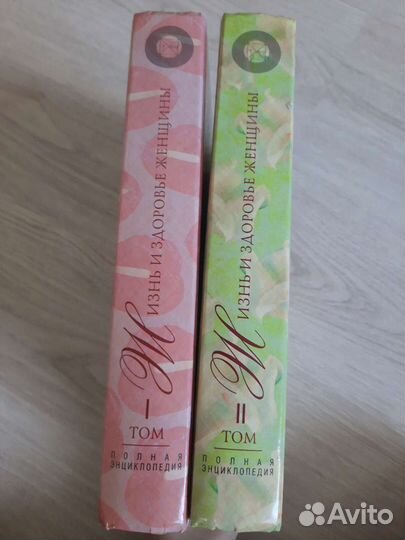 ЖИЗНЬ И ЗДОРОВЬЕ ЖЕНЩИНЫ
I
ТОМ
ПОЛНАЯ
ЭНЦИКЛОПЕДИЯ
ЖИЗНЬ И ЗДОРОВЬЕ ЖЕНЩИНЫ
II
ТОМ
ПОЛНАЯ
ЭНЦИКЛОПЕДИЯ
Avito